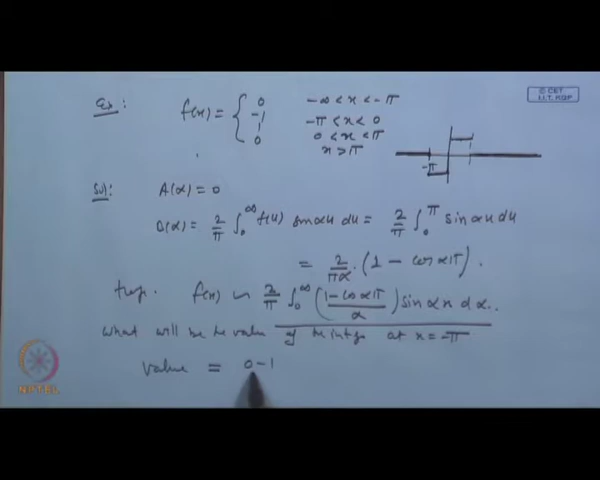 © CET
I.I.T. KGP
Ex:
f(x) = { 0 -∞ < x < -π
-1 -π < x < 0
1 0 < x < π
0 x > π
-π
Sol: A(α) = 0
B(α) = 2/π ∫₀^∞ f(u) sin αu du = 2/π ∫₀^π sin αu du
= 2/πα · (1 - cos απ).
f(x) ~ 2/π ∫₀^∞ ((1 - cos απ)/α) sin αx dα.
What will be the value of the integ at x = -π
Value = 0-1
NPTEL